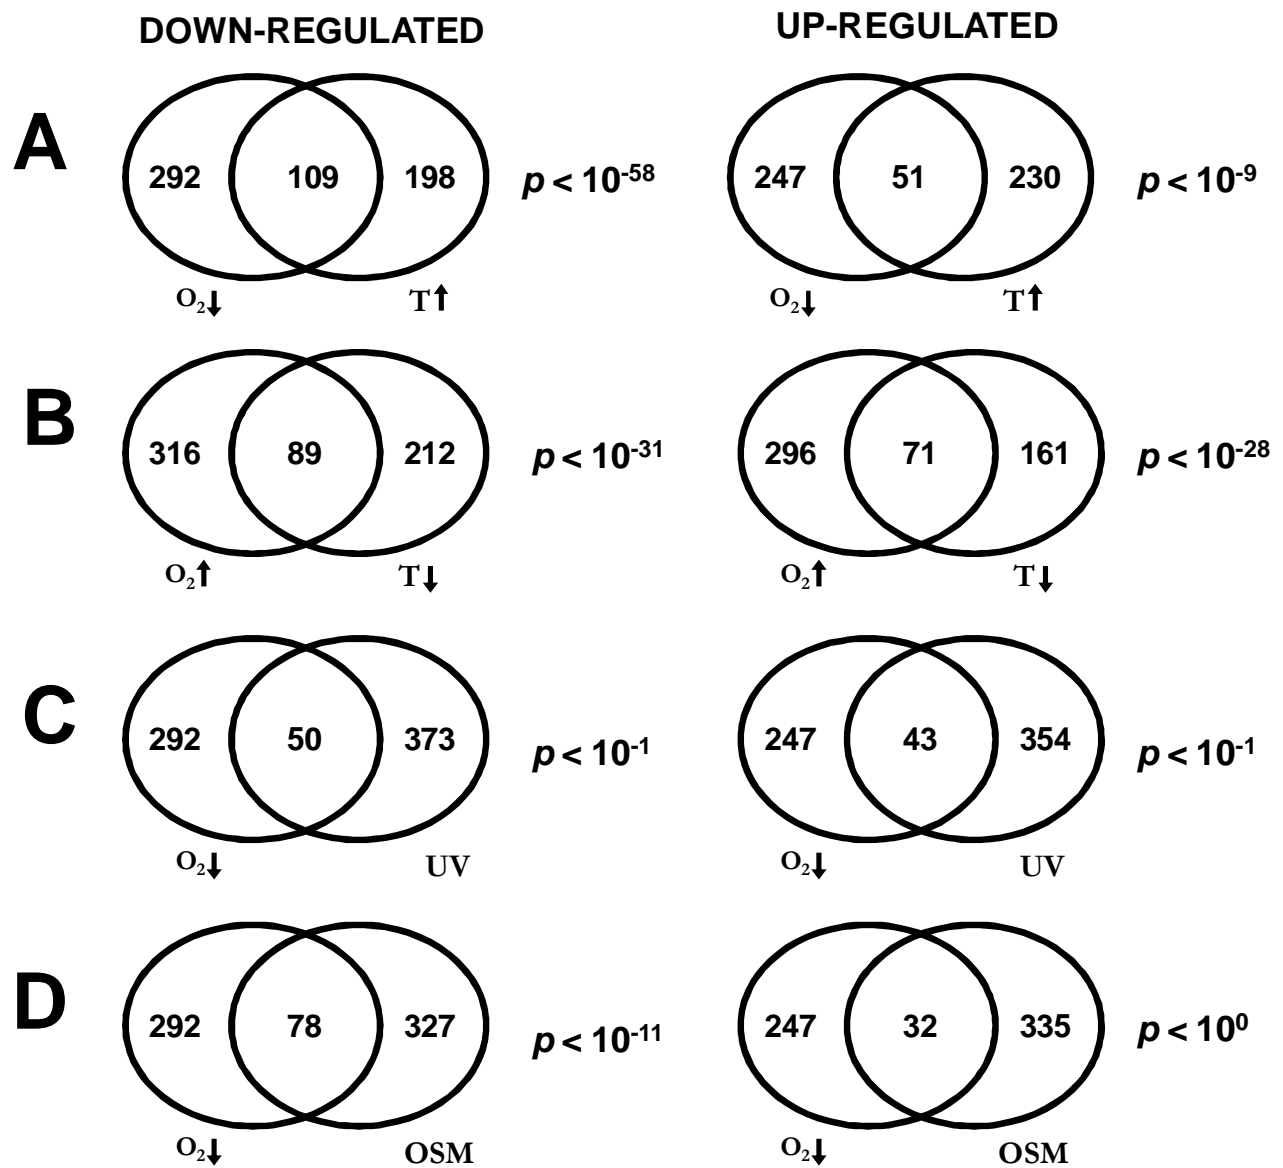 DOWN-REGULATED UP-REGULATED
A 292 109 198 p < 10⁻⁵⁸ 247 51 230 p < 10⁻⁹
O₂↓ T↑ O₂↓ T↑
B 316 89 212 p < 10⁻³¹ 296 71 161 p < 10⁻²⁸
O₂↑ T↓ O₂↑ T↓
C 292 50 373 p < 10⁻¹ 247 43 354 p < 10⁻¹
O₂↓ UV O₂↓ UV
D 292 78 327 p < 10⁻¹¹ 247 32 335 p < 10⁰
O₂↓ OSM O₂↓ OSM